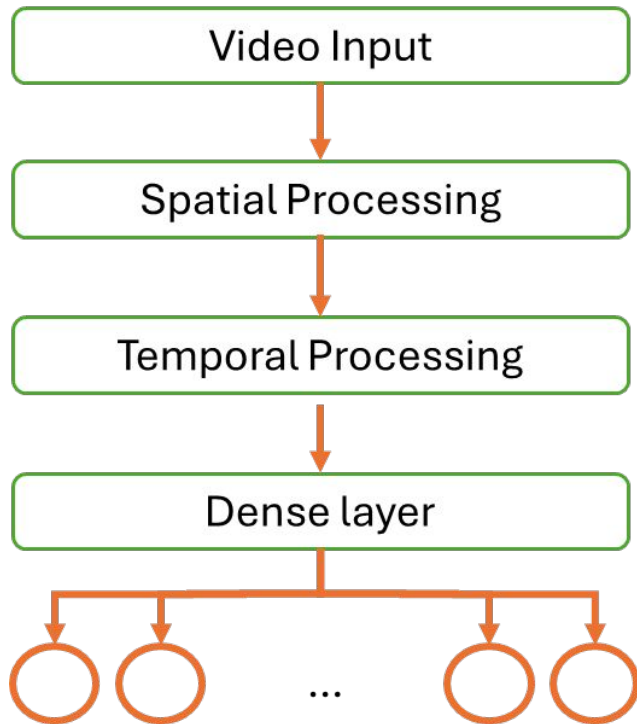 Video Input
Spatial Processing
Temporal Processing
Dense layer
...